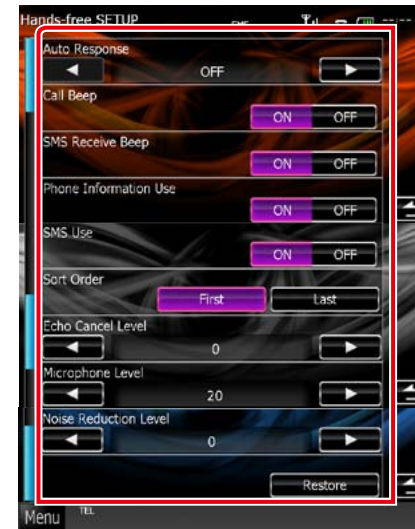 Hands-free SETUP
Auto Response
OFF
Call Beep
ON OFF
SMS Receive Beep
ON OFF
Phone Information Use
ON OFF
SMS Use
ON OFF
Sort Order
First Last
Echo Cancel Level
0
Microphone Level
20
Noise Reduction Level
0
Restore
Menu TEL